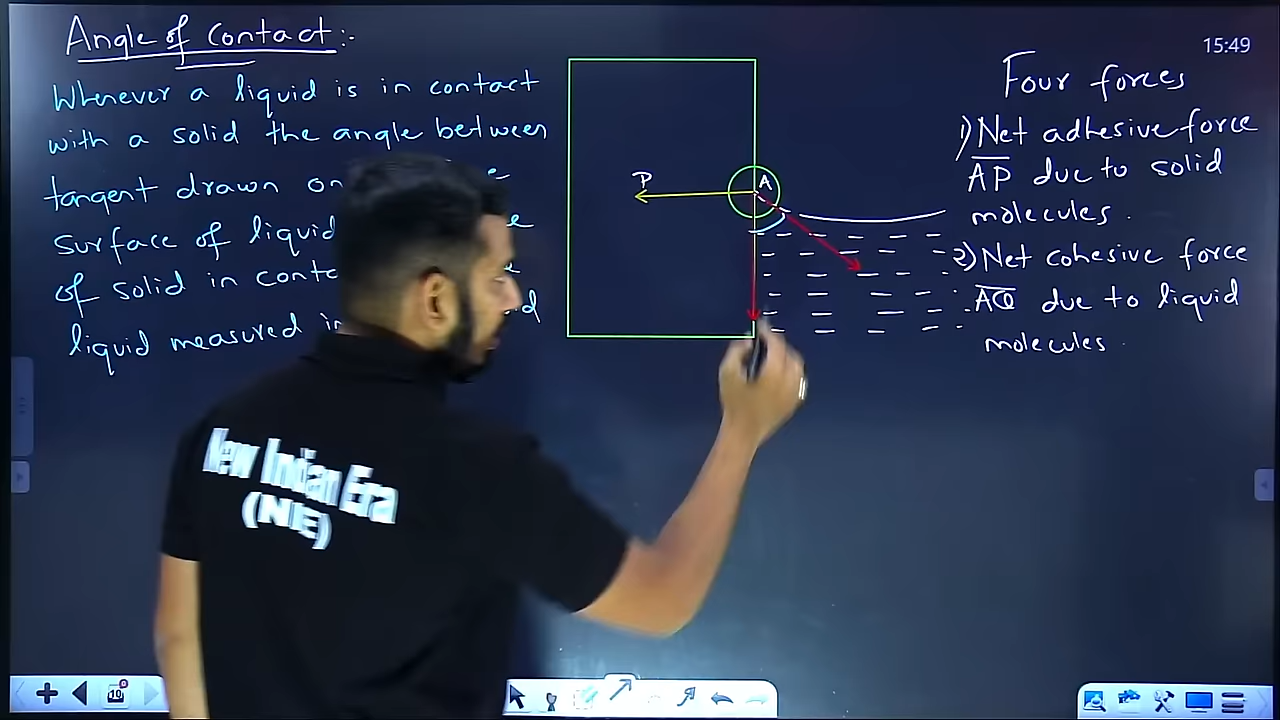 Angle of Contact:-
Whenever a liquid is in contact
with a solid the angle between
tangent drawn on
surface of liquid
of solid in conta
liquid measured in
P
A
15:49
Four forces
1) Net adhesive force
AP due to solid
molecules.
2) Net cohesive force
AQ due to liquid
molecules.
New Indian Era
(NIE)
10